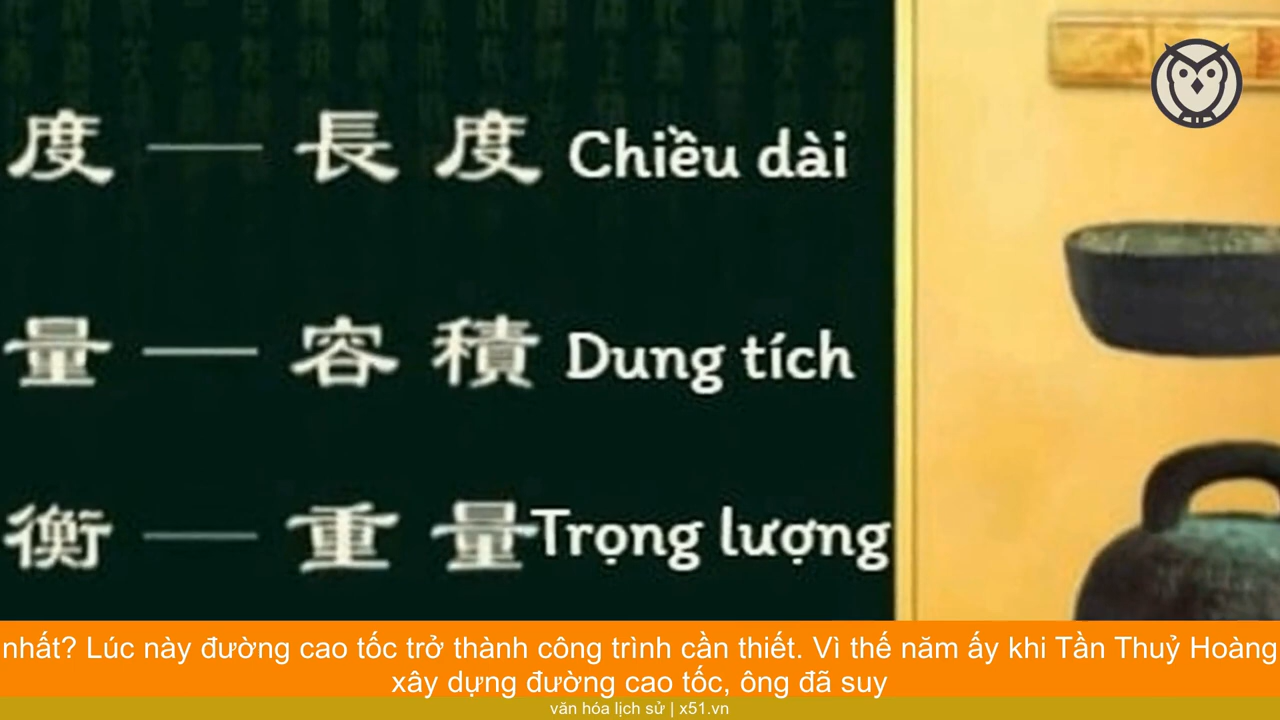 度 — 長度 Chiều dài
量 — 容積 Dung tích
衡 — 重量 Trọng lượng
nhất? Lúc này đường cao tốc trở thành công trình cần thiết. Vì thế năm ấy khi Tần Thuỷ Hoàng
xây dựng đường cao tốc, ông đã suy
văn hóa lịch sử | x51.vn